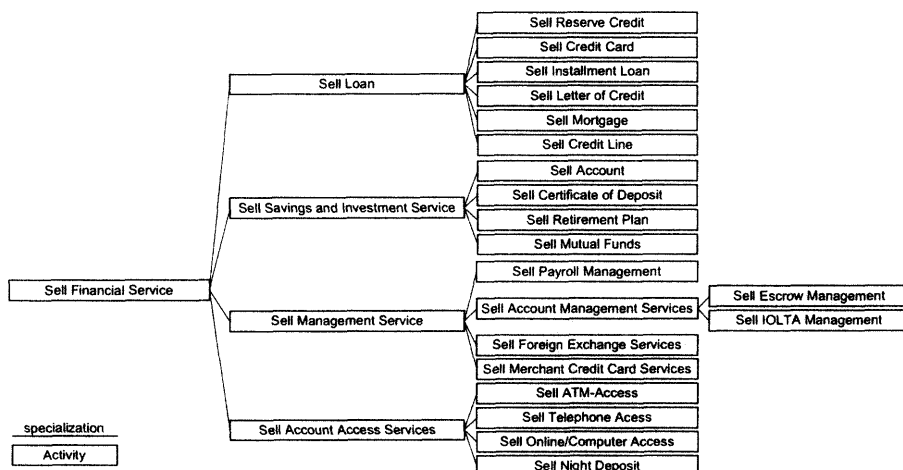 Sell Reserve Credit
Sell Credit Card
Sell Installment Loan
Sell Loan
Sell Letter of Credit
Sell Mortgage
Sell Credit Line
Sell Account
Sell Certificate of Deposit
Sell Savings and Investment Service
Sell Retirement Plan
Sell Mutual Funds
Sell Payroll Management
Sell Financial Service
Sell Escrow Management
Sell Account Management Services
Sell Management Service
Sell IOLTA Management
Sell Foreign Exchange Services
Sell Merchant Credit Card Services
Sell ATM-Access
Sell Telephone Acess
Sell Account Access Services
Sell Online/Computer Access
Sell Night Deposit
specialization
Activity